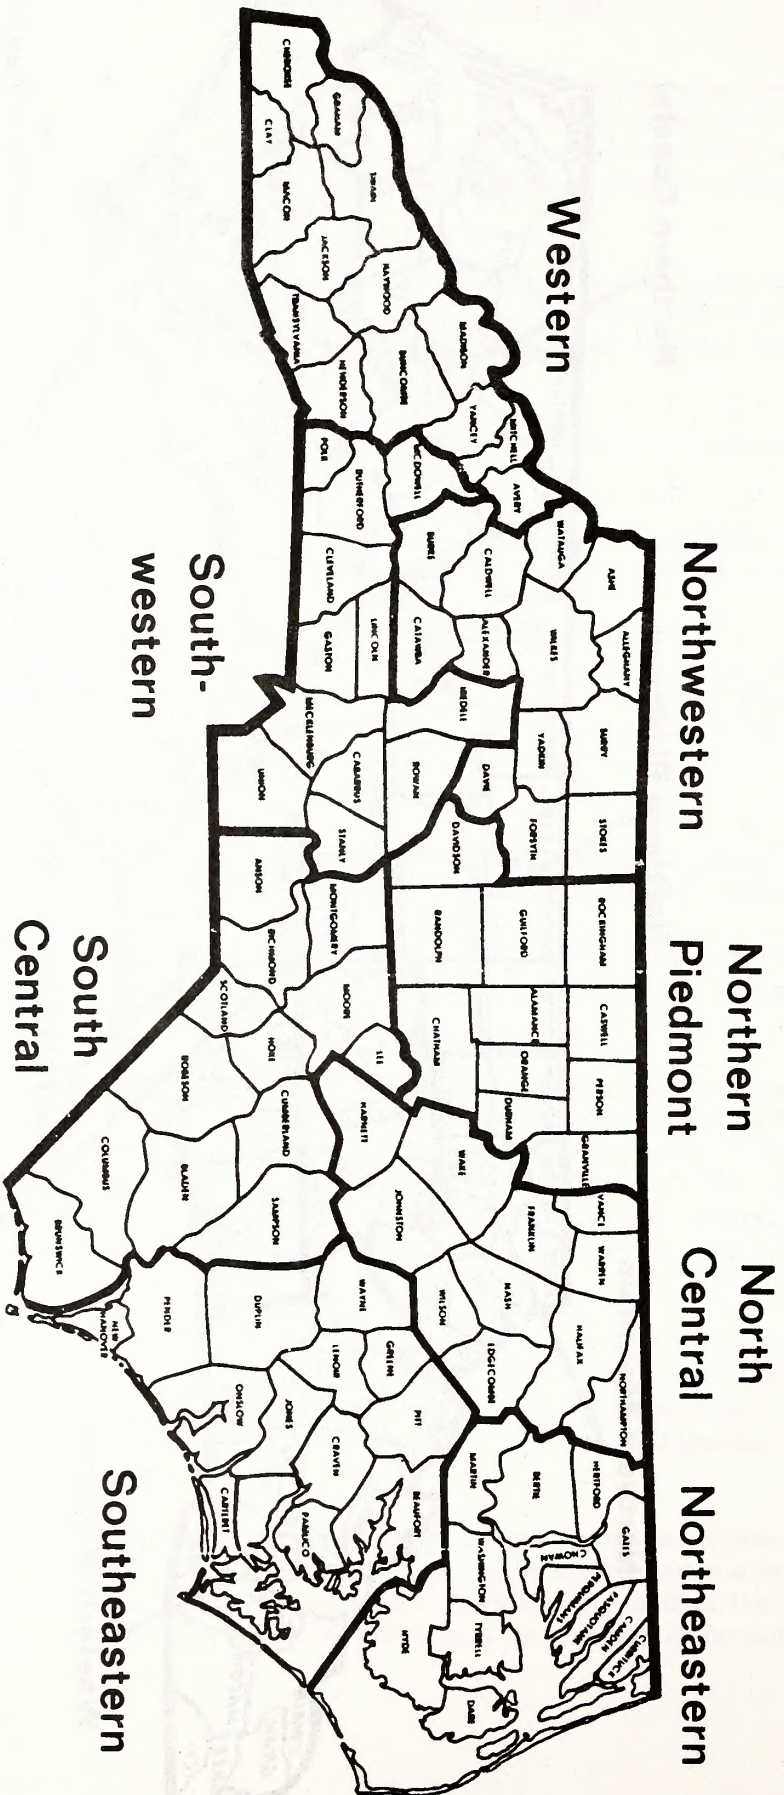 Western
Northwestern
Northern
Piedmont
North
Central
Northeastern
South-
western
South
Central
Southeastern
CHEROKEE
GRAHAM
CLAY
SWAIN
MACON
JACKSON
HAYWOOD
TRANSYLVANIA
MADISON
BUNCOMBE
HENDERSON
YANCEY
MITCHELL
AVERY
MCDOWELL
POLK
RUTHERFORD
CLEVELAND
LINCOLN
GASTON
MECKLENBURG
CABARRUS
UNION
STANLY
IREDELL
ROWAN
WATAUGA
ASHE
ALLEGHANY
BURKE
CALDWELL
WILKES
ALEXANDER
CATAWBA
SURRY
YADKIN
DAVIE
STOKES
FORSYTH
DAVIDSON
ROCKINGHAM
GUILFORD
RANDOLPH
CASWELL
ALAMANCE
CHATHAM
ORANGE
PERSON
DURHAM
GRANVILLE
ANSON
MONTGOMERY
RICHMOND
MOORE
SCOTLAND
HOKE
LEE
ROBESON
CUMBERLAND
COLUMBUS
BLADEN
SAMPSON
BRUNSWICK
HARNETT
WAKE
JOHNSTON
VANCE
FRANKLIN
WARREN
NASH
WILSON
HALIFAX
EDGECOMBE
NORTHAMPTON
WAYNE
DUPLIN
PENDER
NEW
HANOVER
GREENE
LENOIR
ONSLOW
JONES
PITT
CRAVEN
CARTERET
PAMLICO
BEAUFORT
HERTFORD
BERTIE
MARTIN
GATES
CHOWAN
PERQUIMANS
PASQUOTANK
CAMDEN
CURRITUCK
WASHINGTON
TYRRELL
HYDE
DARE